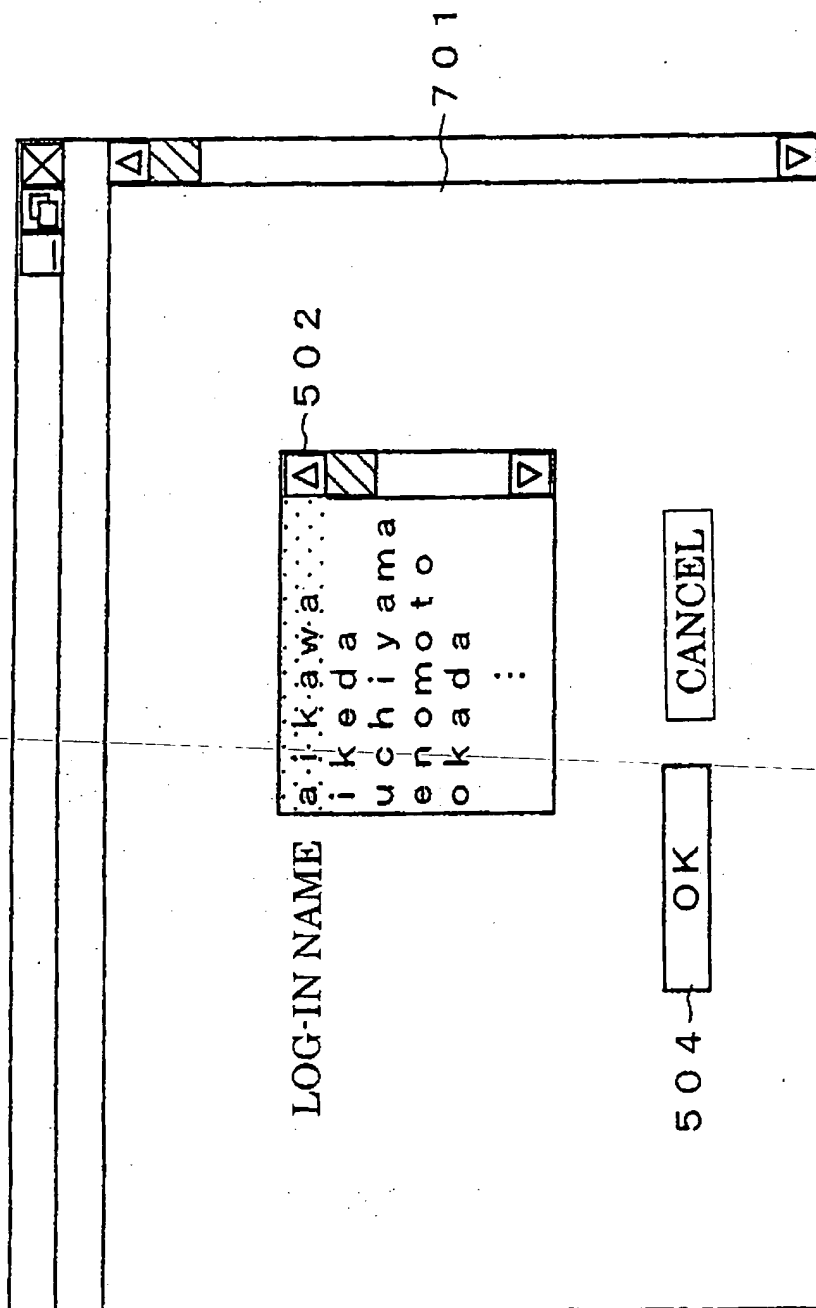 701
502
LOG-IN NAME
aikawa
ikeda
uchiyama
enomoto
okada
⋮
504
OK
CANCEL